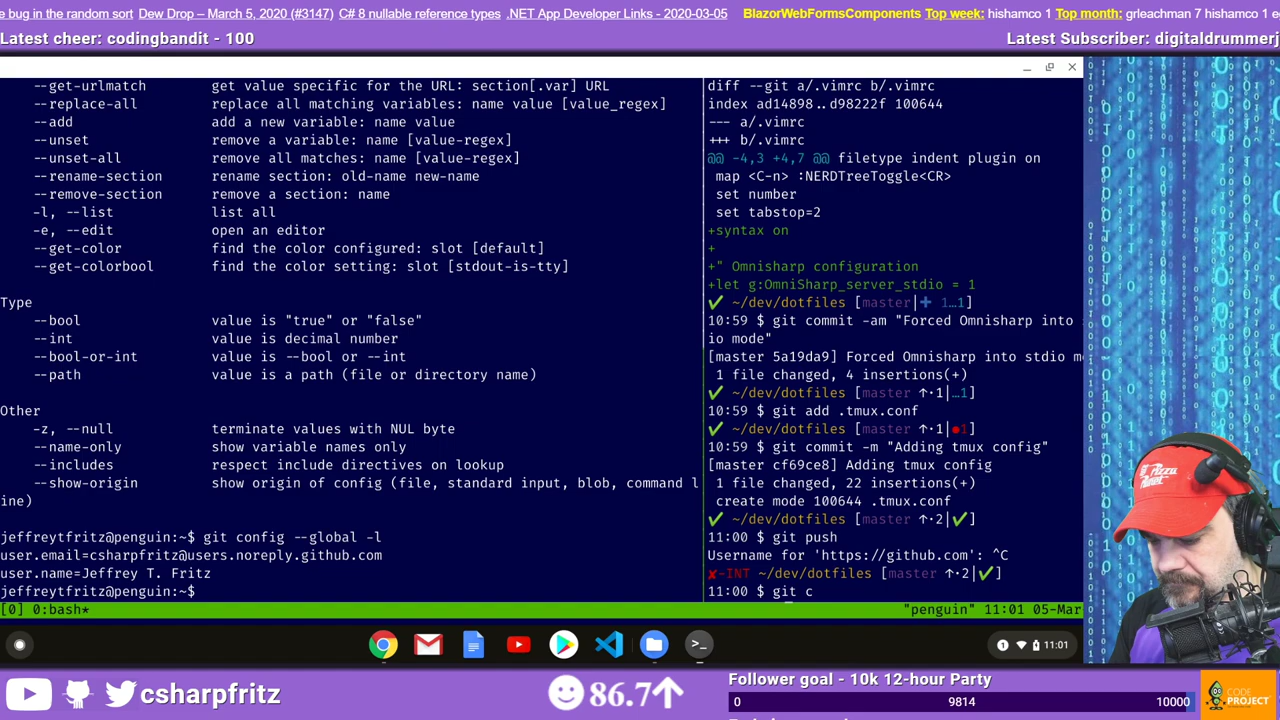 e bug in the random sort Dew Drop – March 5, 2020 (#3147) C# 8 nullable reference types .NET App Developer Links - 2020-03-05 BlazorWebFormsComponents Top week: hishamco 1 Top month: grleachman 7 hishamco 1 e
Latest cheer: codingbandit - 100
Latest Subscriber: digitaldrummerj
--get-urlmatch get value specific for the URL: section[.var] URL
--replace-all replace all matching variables: name value [value_regex]
--add add a new variable: name value
--unset remove a variable: name [value-regex]
--unset-all remove all matches: name [value-regex]
--rename-section rename section: old-name new-name
--remove-section remove a section: name
-l, --list list all
-e, --edit open an editor
--get-color find the color configured: slot [default]
--get-colorbool find the color setting: slot [stdout-is-tty]
Type
--bool value is "true" or "false"
--int value is decimal number
--bool-or-int value is --bool or --int
--path value is a path (file or directory name)
Other
-z, --null terminate values with NUL byte
--name-only show variable names only
--includes respect include directives on lookup
--show-origin show origin of config (file, standard input, blob, command l
ine)
jeffreytfritz@penguin:~$ git config --global -l
user.email=csharpfritz@users.noreply.github.com
user.name=Jeffrey T. Fritz
jeffreytfritz@penguin:~$
diff --git a/.vimrc b/.vimrc
index ad14898..d98222f 100644
--- a/.vimrc
+++ b/.vimrc
@@ -4,3 +4,7 @@ filetype indent plugin on
map <C-n> :NERDTreeToggle<CR>
set number
set tabstop=2
+syntax on
+
+" Omnisharp configuration
+let g:OmniSharp_server_stdio = 1
✔ ~/dev/dotfiles [master|✚ 1…1]
10:59 $ git commit -am "Forced Omnisharp into
io mode"
[master 5a19da9] Forced Omnisharp into stdio m
1 file changed, 4 insertions(+)
✔ ~/dev/dotfiles [master ↑·1|…1]
10:59 $ git add .tmux.conf
✔ ~/dev/dotfiles [master ↑·1|●1]
10:59 $ git commit -m "Adding tmux config"
[master cf69ce8] Adding tmux config
1 file changed, 22 insertions(+)
create mode 100644 .tmux.conf
✔ ~/dev/dotfiles [master ↑·2|✔]
11:00 $ git push
Username for 'https://github.com': ^C
✘-INT ~/dev/dotfiles [master ↑·2|✔]
11:00 $ git c
[0] 0:bash* "penguin" 11:01 05-Mar
1 11:01
csharpfritz
86.7↑
Follower goal - 10k 12-hour Party
0 9814 10000
CODE
PROJECT